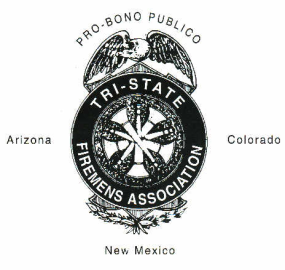 PRO-BONO PUBLICO
TRI-STATE
Arizona
Colorado
FIREMENS ASSOCIATION
New Mexico